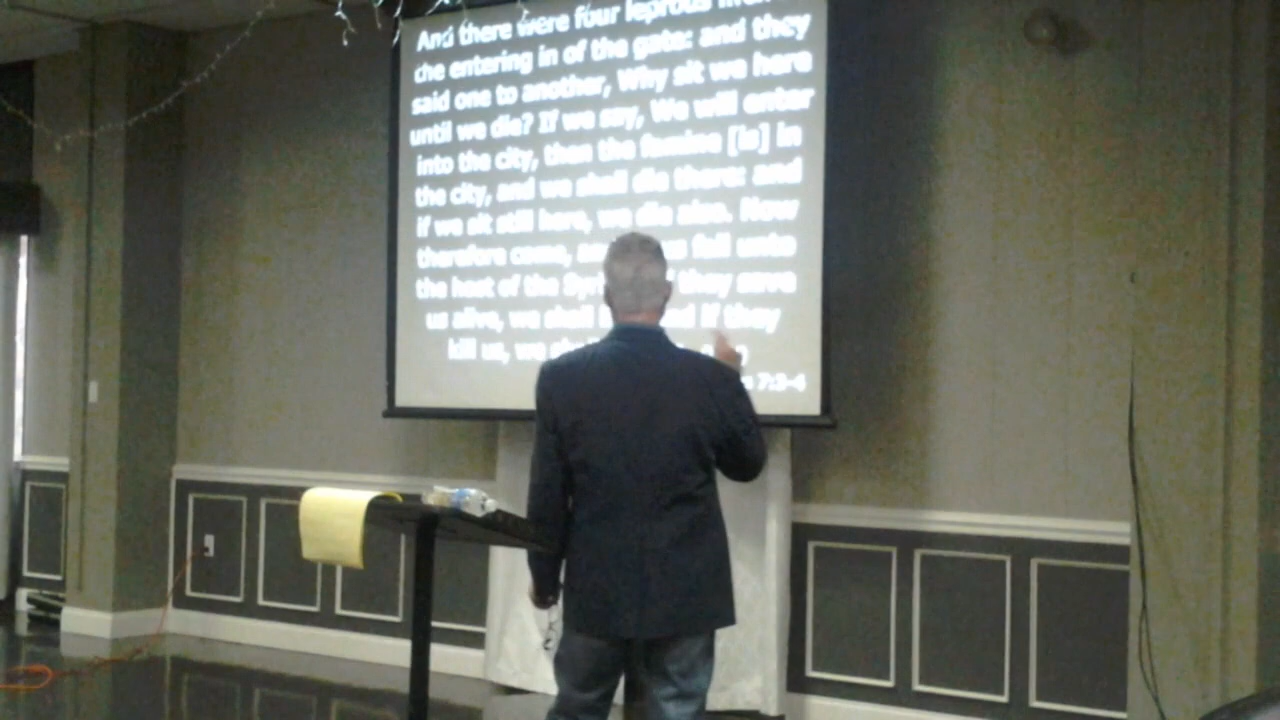 And there were four leprous men
the entering in of the gate: and they
said one to another, Why sit we here
until we die? If we say, We will enter
into the city, then the famine [is] in
the city, and we shall die there: and
if we sit still here, we die also. Now
therefore come, us fall unto
the host of the they save
us alive, we shall and if they
kill us, we
7:3-4